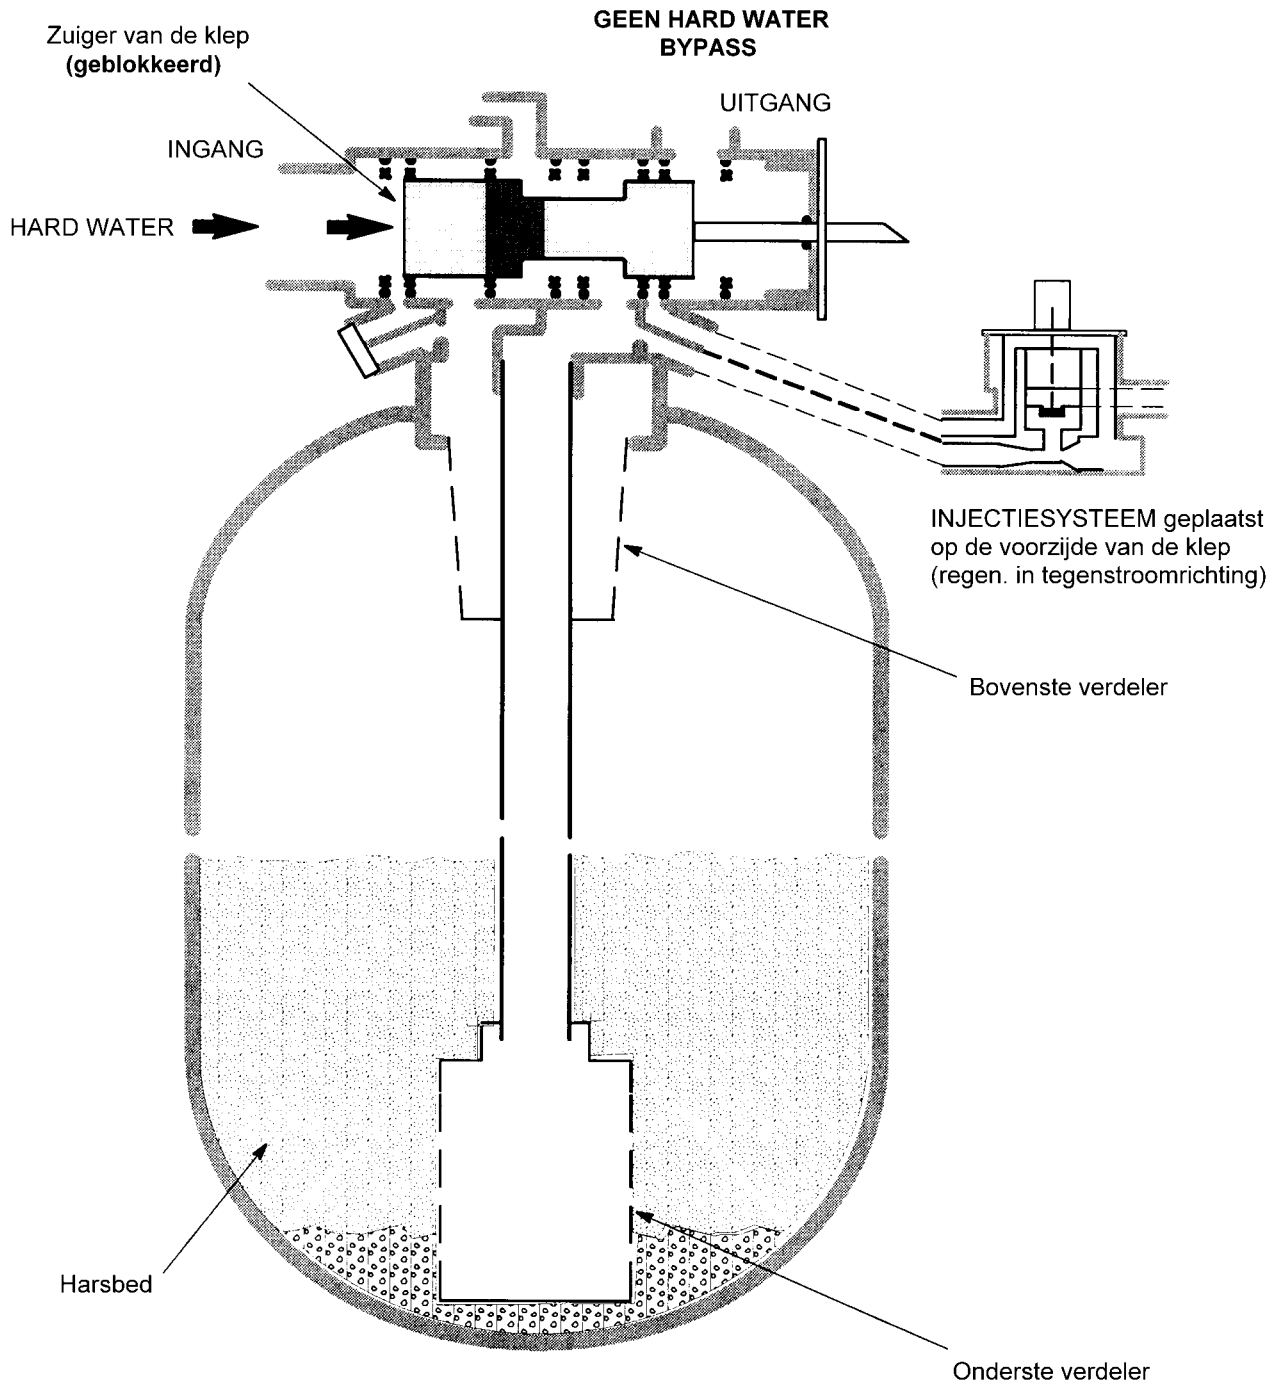 GEEN HARD WATER
BYPASS
Zuiger van de klep
(geblokkeerd)
UITGANG
INGANG
HARD WATER
INJECTIESYSTEEM geplaatst
op de voorzijde van de klep
(regen. in tegenstroomrichting)
Bovenste verdeler
Harsbed
Onderste verdeler